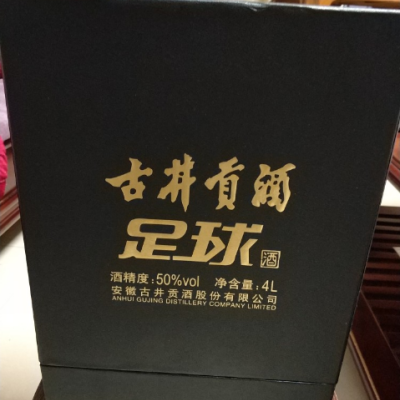 古井贡酒
足球酒
酒精度:50%vol 净含量:4L
安徽古井贡酒股份有限公司
ANHUI GUJING DISTILLERY COMPANY LIMITED